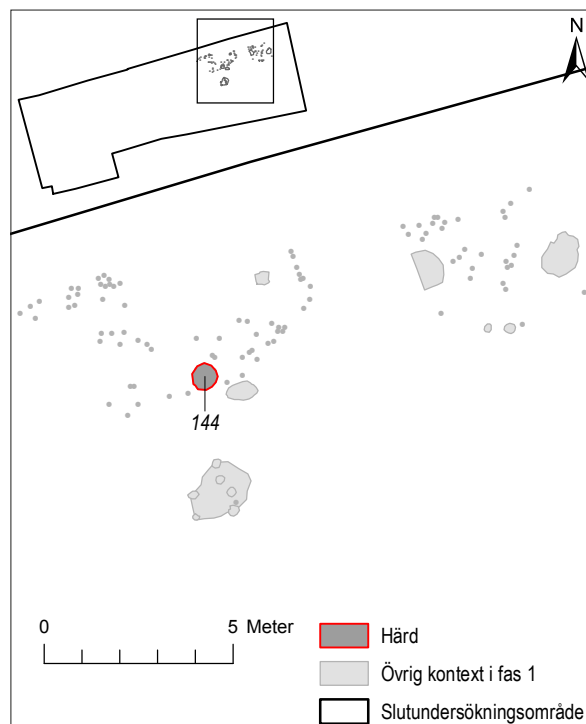 N
144
0 5 Meter
Härd
Övrig kontext i fas 1
Slutundersökningsområde